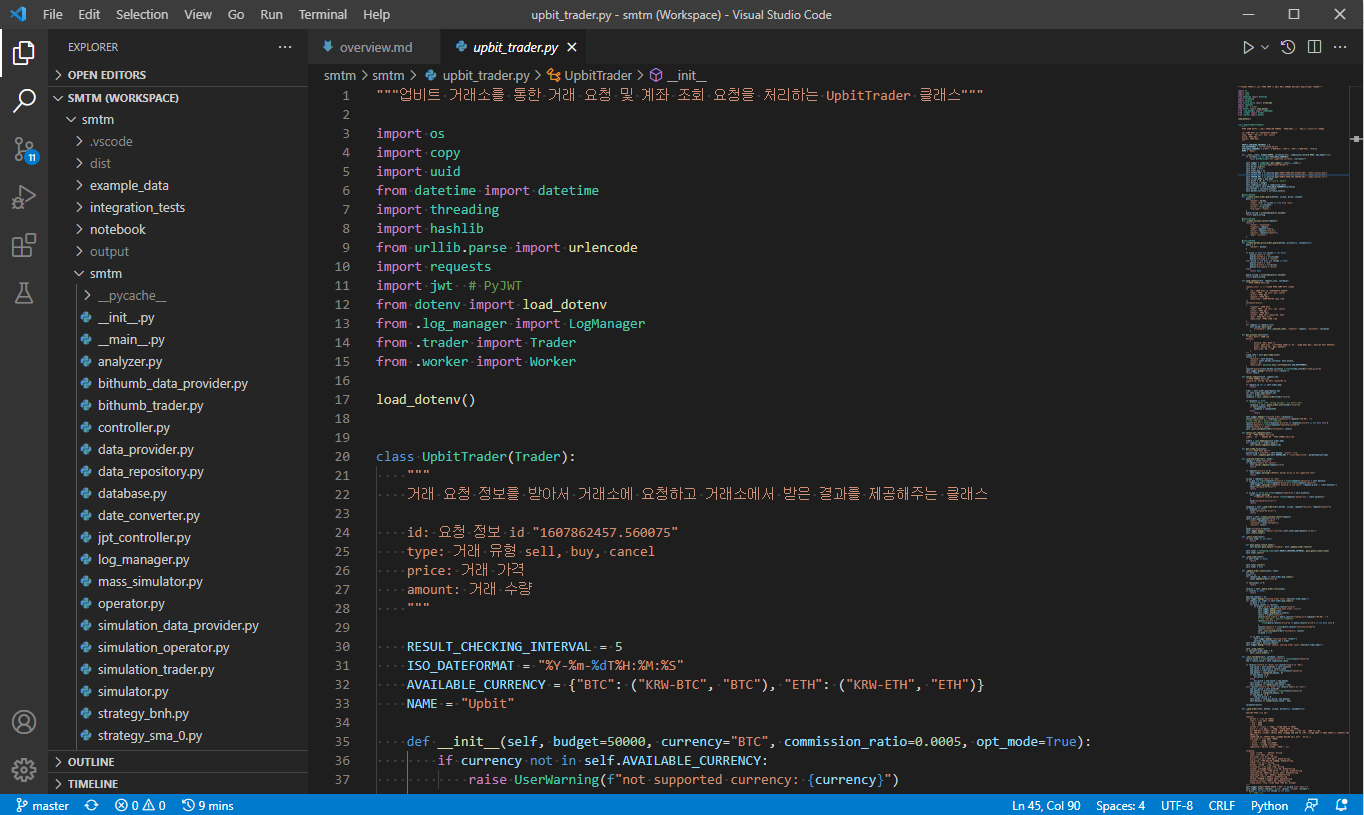 File Edit Selection View Go Run Terminal Help upbit_trader.py - smtm (Workspace) - Visual Studio Code
EXPLORER
OPEN EDITORS
SMTM (WORKSPACE)
smtm
.vscode
dist
example_data
integration_tests
notebook
output
smtm
__pycache__
__init__.py
__main__.py
analyzer.py
bithumb_data_provider.py
bithumb_trader.py
controller.py
data_provider.py
data_repository.py
database.py
date_converter.py
jpt_controller.py
log_manager.py
mass_simulator.py
operator.py
simulation_data_provider.py
simulation_operator.py
simulation_trader.py
simulator.py
strategy_bnh.py
strategy_sma_0.py
OUTLINE
TIMELINE
11
overview.md upbit_trader.py
smtm > smtm > upbit_trader.py > UpbitTrader > __init__
1 """업비트 거래소를 통한 거래 요청 및 계좌 조회 요청을 처리하는 UpbitTrader 클래스"""
2
3 import os
4 import copy
5 import uuid
6 from datetime import datetime
7 import threading
8 import hashlib
9 from urllib.parse import urlencode
10 import requests
11 import jwt  # PyJWT
12 from dotenv import load_dotenv
13 from .log_manager import LogManager
14 from .trader import Trader
15 from .worker import Worker
16
17 load_dotenv()
18
19
20 class UpbitTrader(Trader):
21     """
22     거래 요청 정보를 받아서 거래소에 요청하고 거래소에서 받은 결과를 제공해주는 클래스
23
24     id: 요청 정보 id "1607862457.560075"
25     type: 거래 유형 sell, buy, cancel
26     price: 거래 가격
27     amount: 거래 수량
28     """
29
30     RESULT_CHECKING_INTERVAL = 5
31     ISO_DATEFORMAT = "%Y-%m-%dT%H:%M:%S"
32     AVAILABLE_CURRENCY = {"BTC": ("KRW-BTC", "BTC"), "ETH": ("KRW-ETH", "ETH")}
33     NAME = "Upbit"
34
35     def __init__(self, budget=50000, currency="BTC", commission_ratio=0.0005, opt_mode=True):
36         if currency not in self.AVAILABLE_CURRENCY:
37             raise UserWarning(f"not supported currency: {currency}")
master 0 0 9 mins Ln 45, Col 90 Spaces: 4 UTF-8 CRLF Python